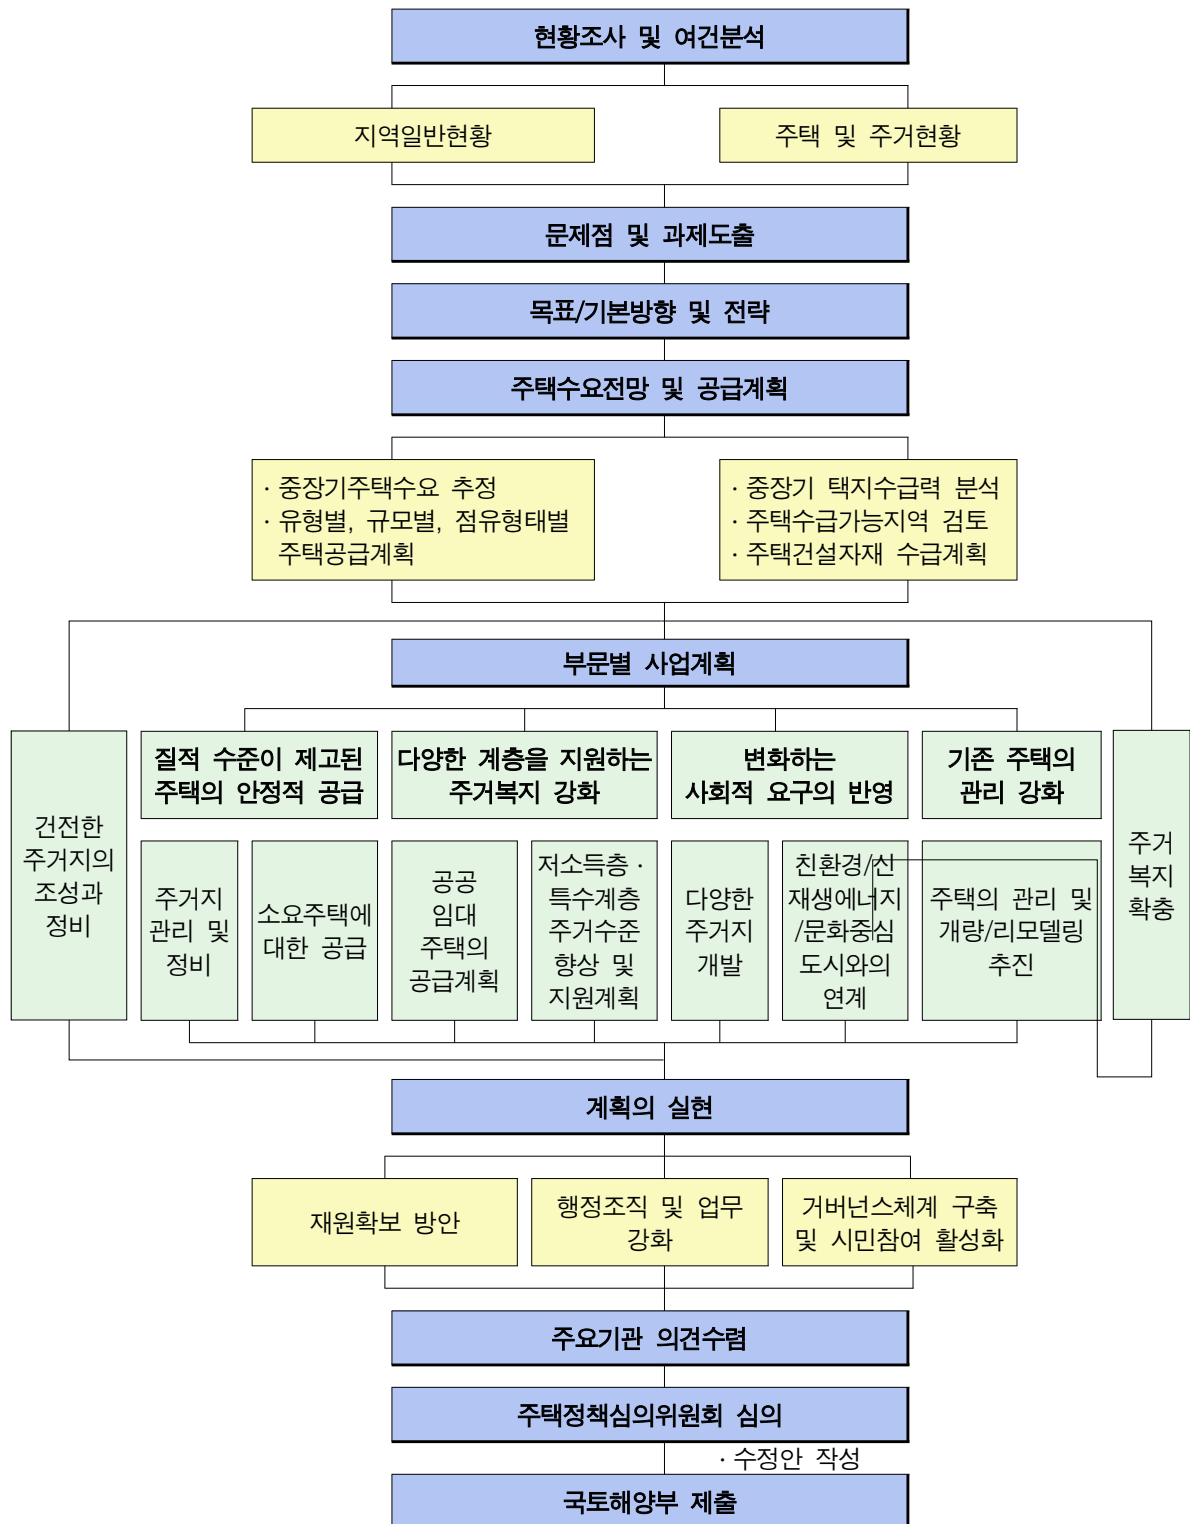 현황조사 및 여건분석
지역일반현황
주택 및 주거현황
문제점 및 과제도출
목표/기본방향 및 전략
주택수요전망 및 공급계획
· 중장기주택수요 추정
· 유형별, 규모별, 점유형태별
주택공급계획
· 중장기 택지수급력 분석
· 주택수급가능지역 검토
· 주택건설자재 수급계획
부문별 사업계획
건전한
주거지의
조성과
정비
질적 수준이 제고된
주택의 안정적 공급
다양한 계층을 지원하는
주거복지 강화
변화하는
사회적 요구의 반영
기존 주택의
관리 강화
주거지
관리 및
정비
소요주택에
대한 공급
공공
임대
주택의
공급계획
저소득층 ·
특수계층
주거수준
향상 및
지원계획
다양한
주거지
개발
친환경/신
재생에너지
/문화중심
도시와의
연계
주택의 관리 및
개량/리모델링
추진
주거
복지
확충
계획의 실현
재원확보 방안
행정조직 및 업무
강화
거버넌스체계 구축
및 시민참여 활성화
주요기관 의견수렴
주택정책심의위원회 심의
· 수정안 작성
국토해양부 제출